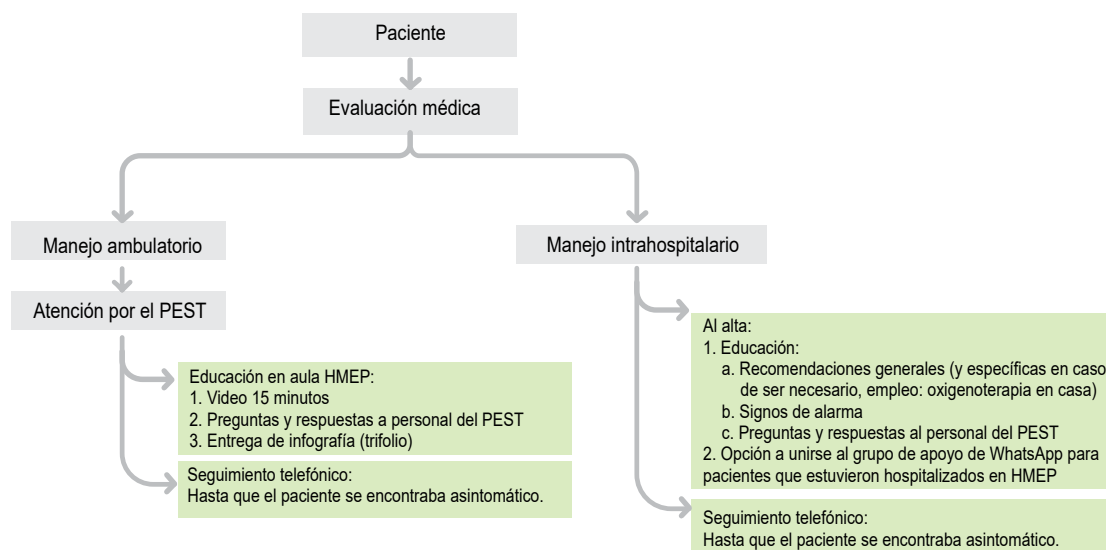 Paciente
Evaluación médica
Manejo ambulatorio
Atención por el PEST
Educación en aula HMEP:
1. Video 15 minutos
2. Preguntas y respuestas a personal del PEST
3. Entrega de infografía (trifolio)
Seguimiento telefónico:
Hasta que el paciente se encontraba asintomático.
Manejo intrahospitalario
Al alta:
1. Educación:
a. Recomendaciones generales (y específicas en caso
de ser necesario, empleo: oxigenoterapia en casa)
b. Signos de alarma
c. Preguntas y respuestas al personal del PEST
2. Opción a unirse al grupo de apoyo de WhatsApp para
pacientes que estuvieron hospitalizados en HMEP
Seguimiento telefónico:
Hasta que el paciente se encontraba asintomático.